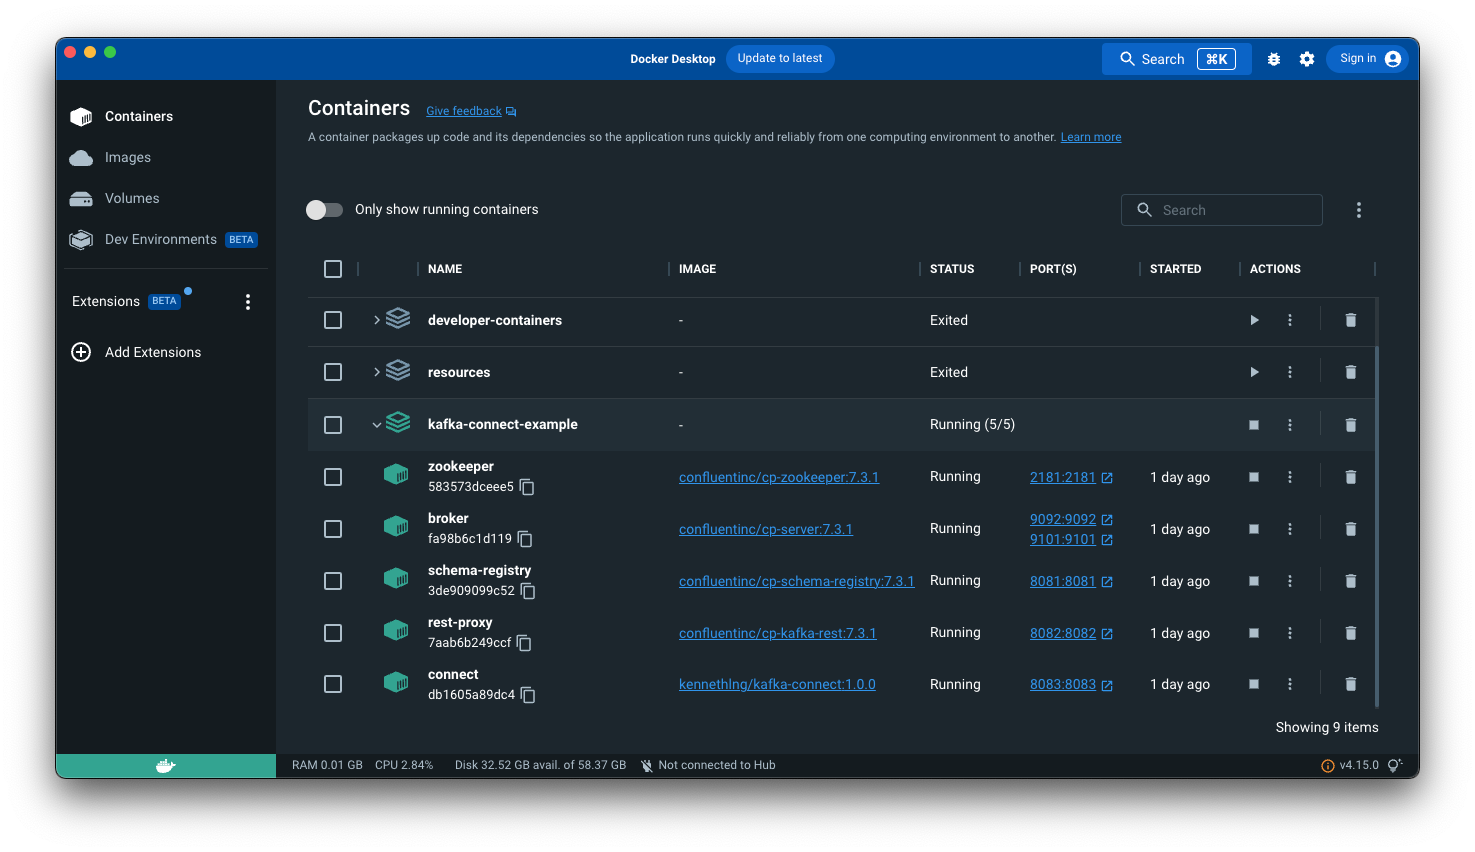 Docker Desktop Update to latest Search ⌘K Sign in
Containers
Images
Volumes
Dev Environments BETA
Extensions BETA
Add Extensions
Containers Give feedback
A container packages up code and its dependencies so the application runs quickly and reliably from one computing environment to another. Learn more
Only show running containers Search
NAME IMAGE STATUS PORT(S) STARTED ACTIONS
developer-containers - Exited
resources - Exited
kafka-connect-example - Running (5/5)
zookeeper
583573dceee5 confluentinc/cp-zookeeper:7.3.1 Running 2181:2181 1 day ago
broker
fa98b6c1d119 confluentinc/cp-server:7.3.1 Running 9092:9092 1 day ago
9101:9101
schema-registry
3de909099c52 confluentinc/cp-schema-registry:7.3.1 Running 8081:8081 1 day ago
rest-proxy
7aab6b249ccf confluentinc/cp-kafka-rest:7.3.1 Running 8082:8082 1 day ago
connect
db1605a89dc4 kennethlng/kafka-connect:1.0.0 Running 8083:8083 1 day ago
Showing 9 items
RAM 0.01 GB CPU 2.84% Disk 32.52 GB avail. of 58.37 GB Not connected to Hub v4.15.0